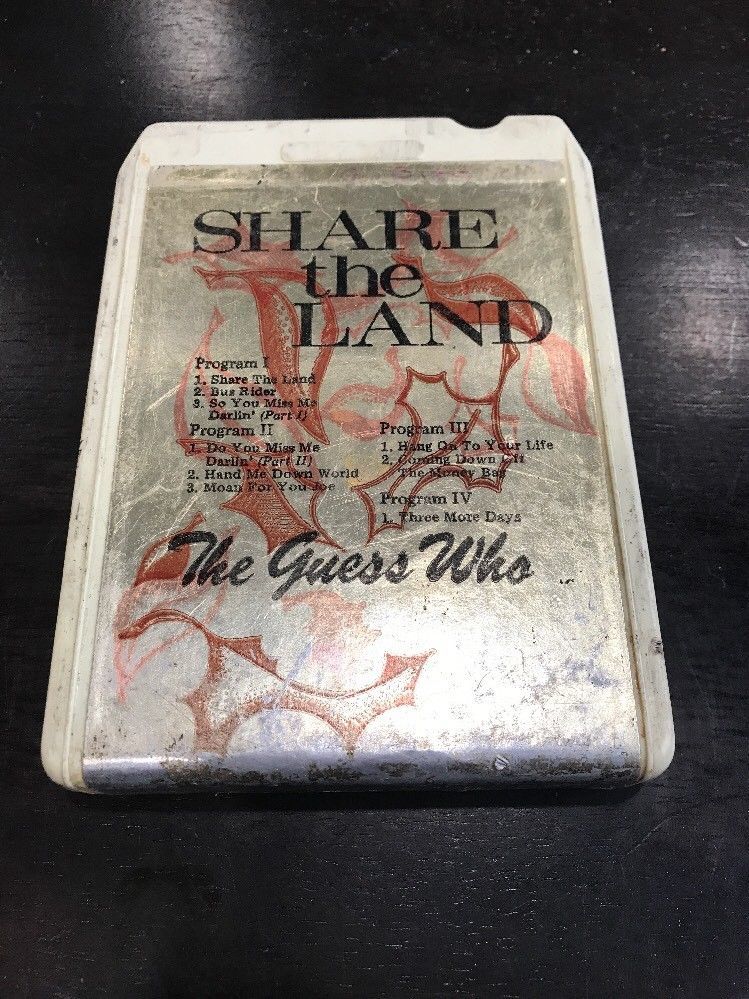 SHARE
the
LAND
Program I
1. Share The Land
2. Bus Rider
3. So You Miss Me
Darlin' (Part I)
Program II
1. Do You Miss Me
Darlin' (Part II)
2. Hand Me Down World
3. Moan For You Joe
Program III
1. Hang On To Your Life
2. Coming Down Off
The Money Bag
Program IV
1. Three More Days
The Guess Who